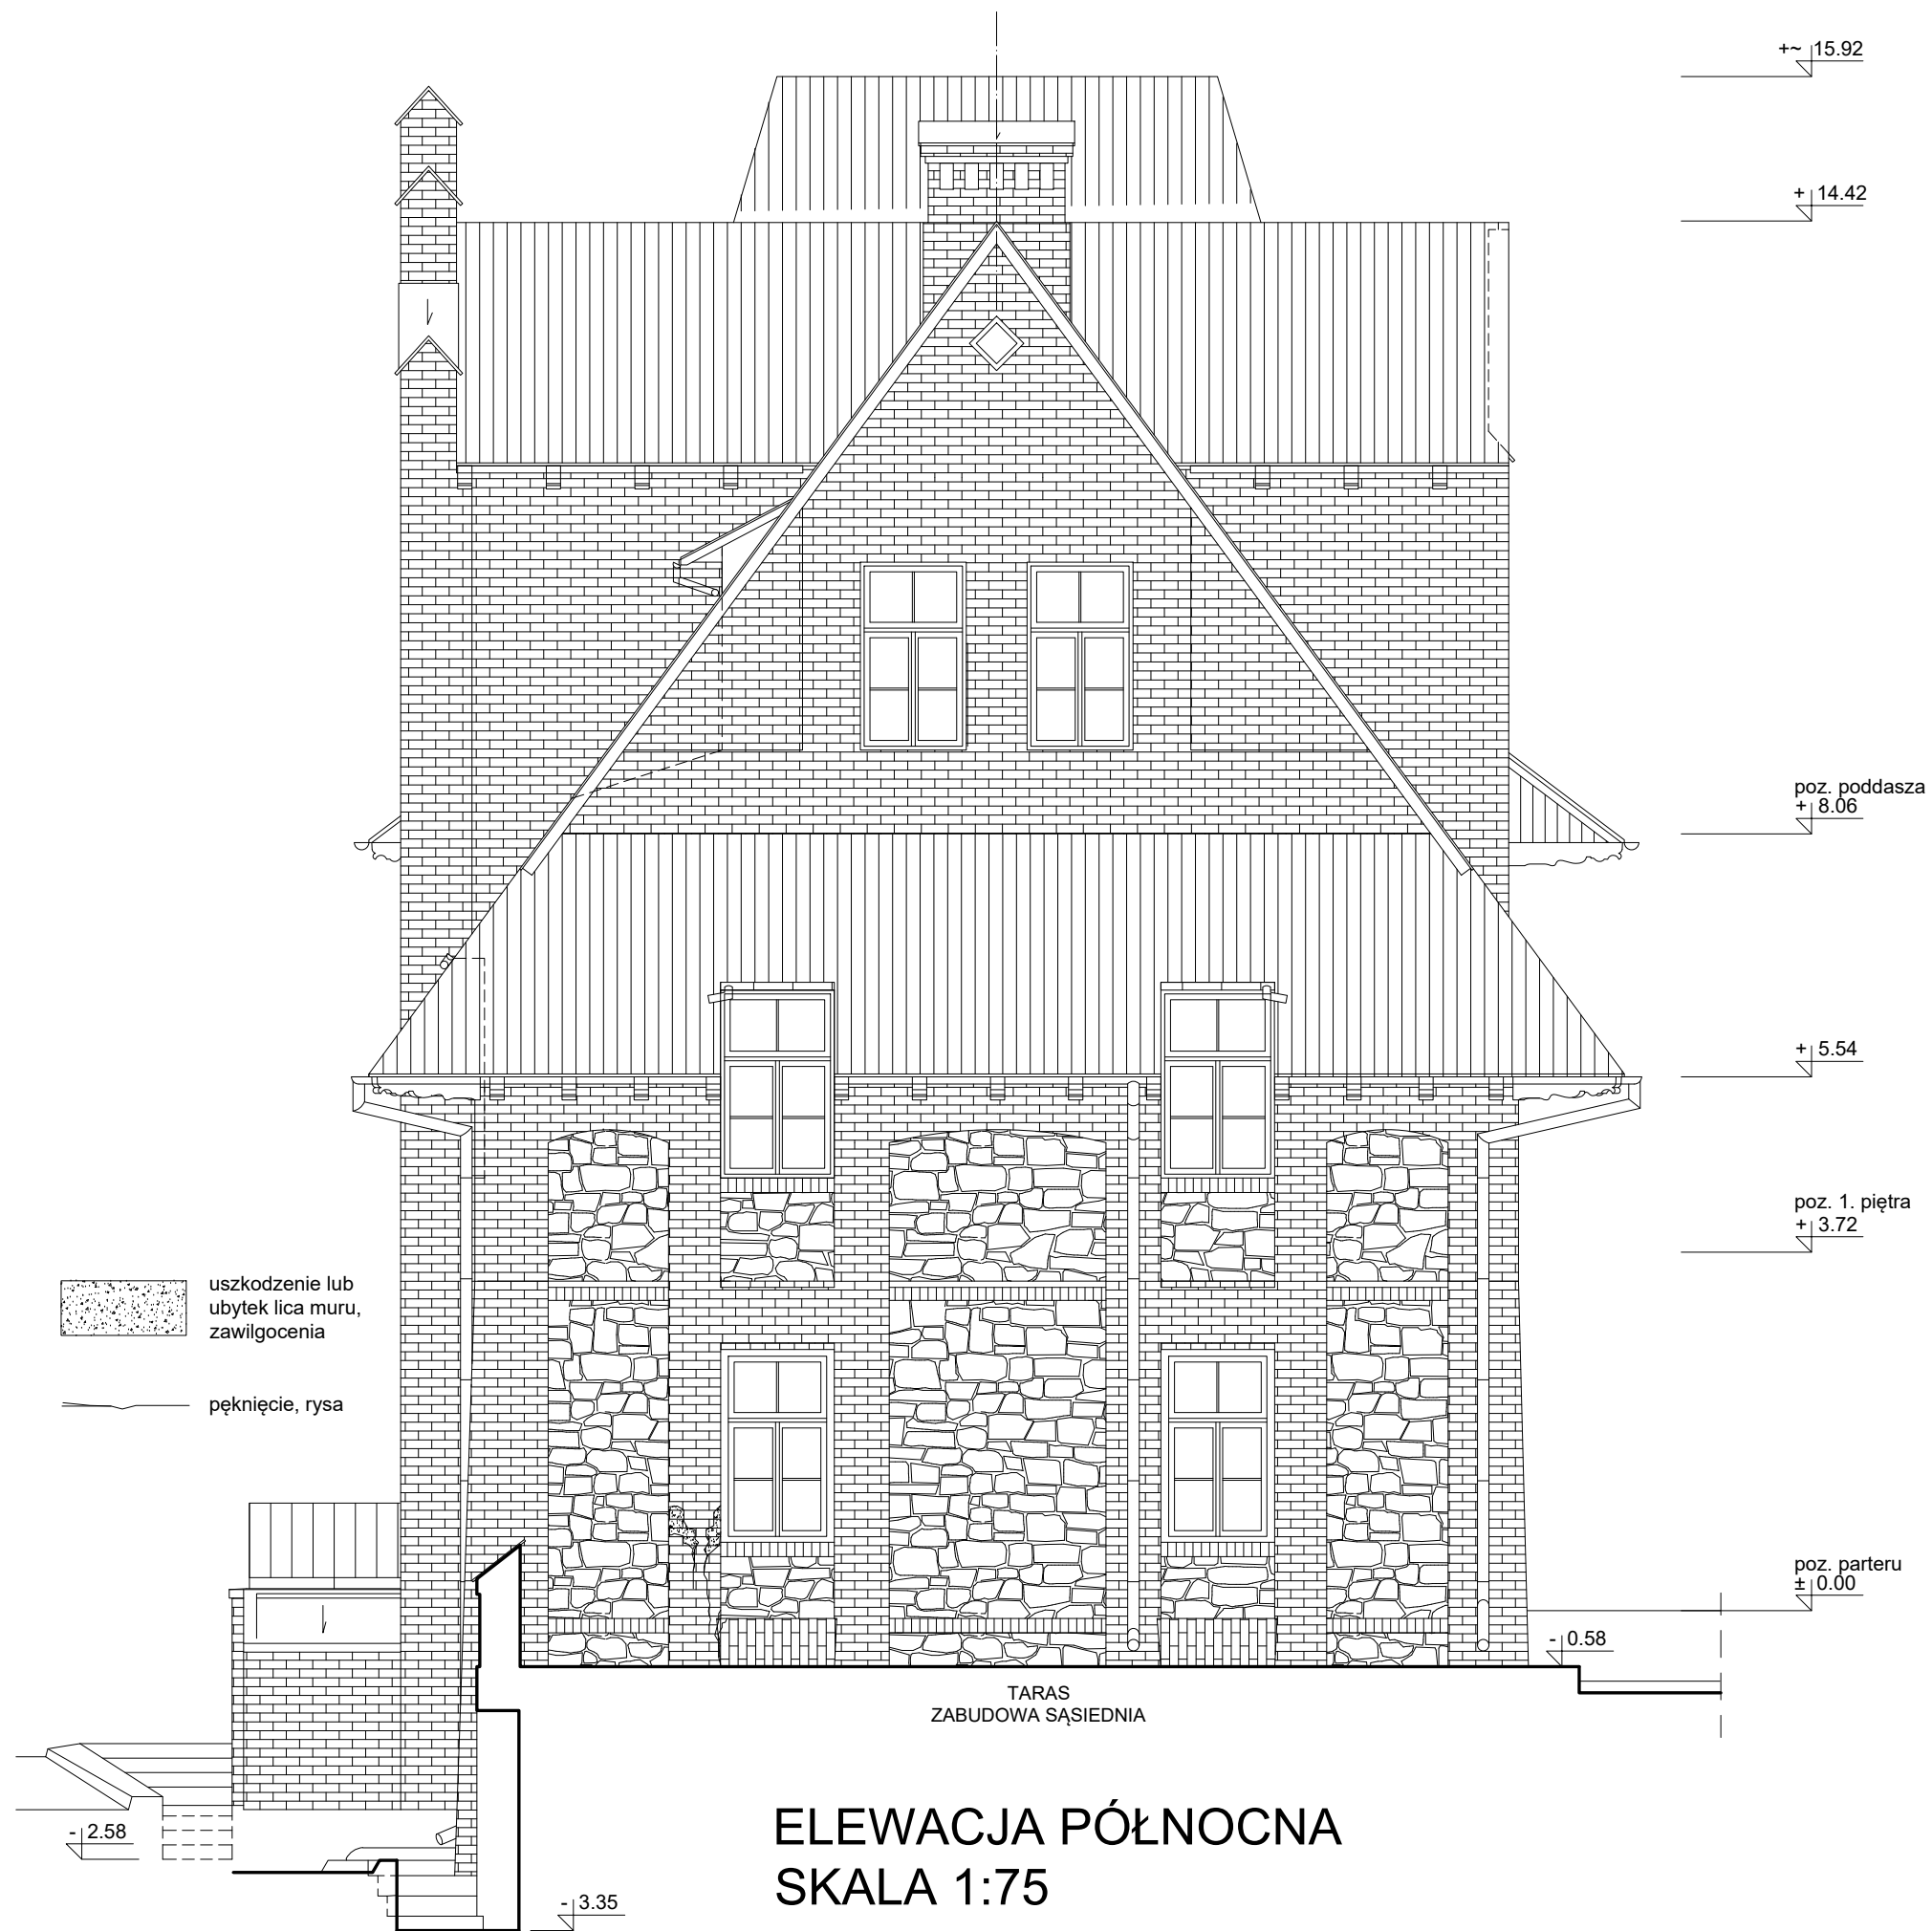 +~ 15.92
+ 14.42
poz. poddasza
+ 8.06
+ 5.54
poz. 1. piętra
+ 3.72
uszkodzenie lub
ubytek lica muru,
zawilgocenia
pęknięcie, rysa
poz. parteru
± 0.00
- 0.58
TARAS
ZABUDOWA SĄSIEDNIA
- 2.58
ELEWACJA PÓŁNOCNA
SKALA 1:75
- 3.35